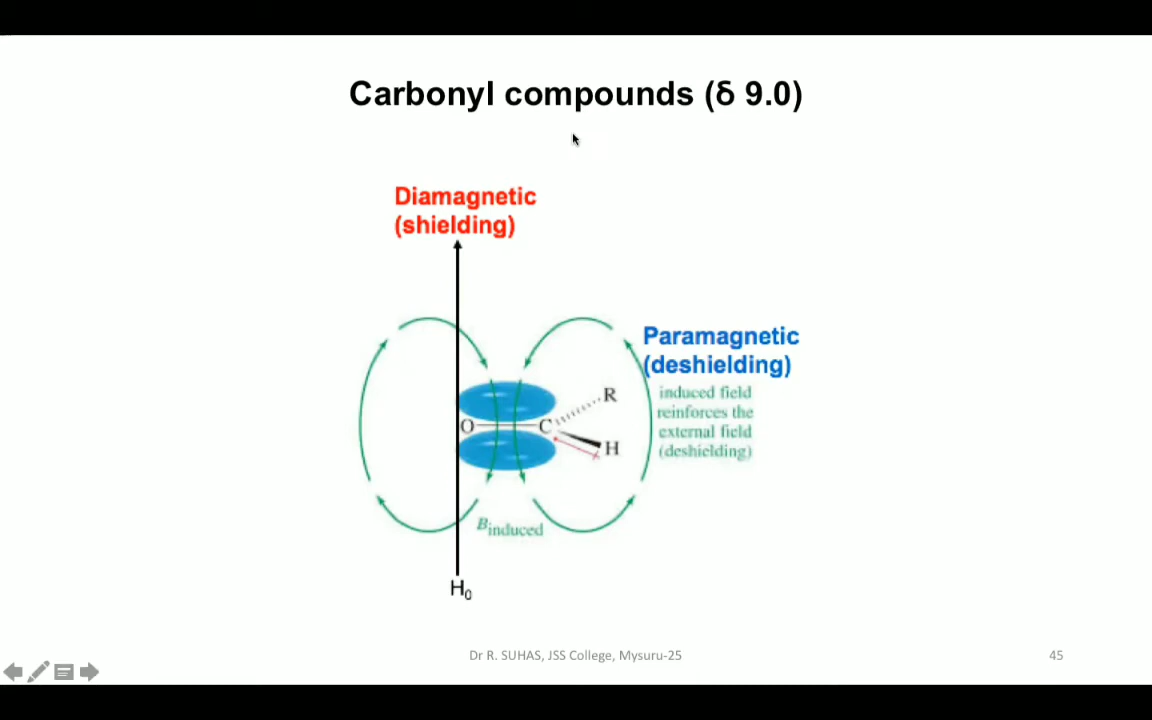 Carbonyl compounds (δ 9.0)
Diamagnetic
(shielding)
Paramagnetic
(deshielding)
induced field
reinforces the
external field
(deshielding)
R
O
C
H
Binduced
H0
Dr R. SUHAS, JSS College, Mysuru-25
45